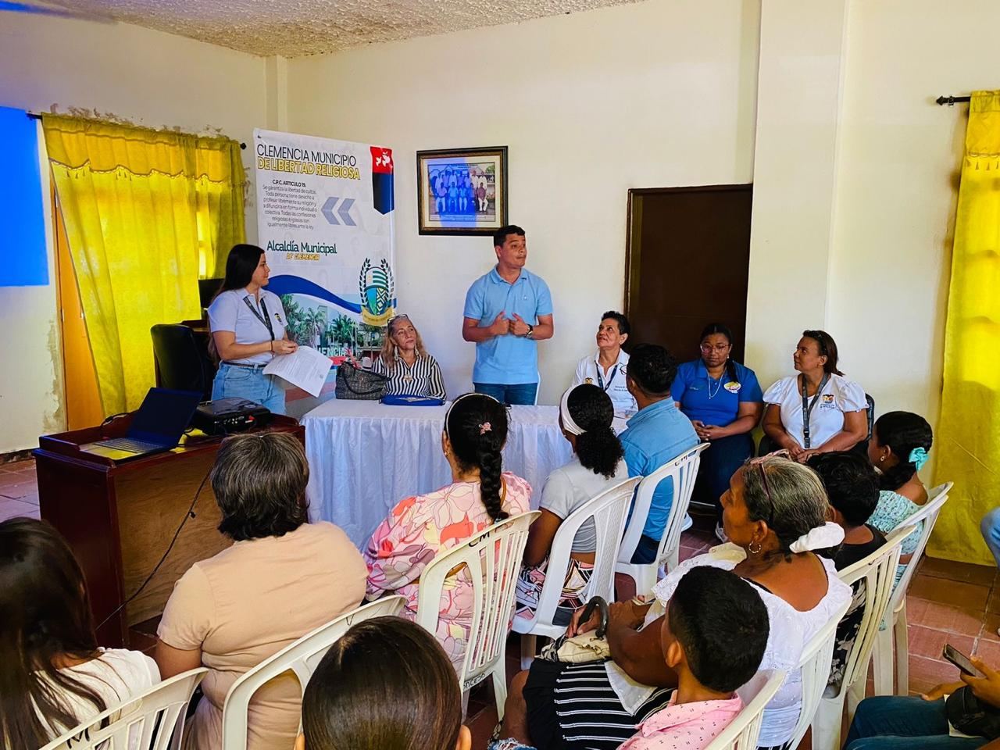 CLEMENCIA MUNICIPIO
DE LIBERTAD RELIGIOSA
C.P.C. ARTICULO 19.
Se garantiza la libertad de cultos.
Toda persona tiene derecho a
profesar libremente su religión y
a difundirla en forma individual o
colectiva. Todas las confesiones
religiosas e iglesias son
igualmente libres ante la ley.
Alcaldía Municipal
DE CLEMENCIA
CM
CM